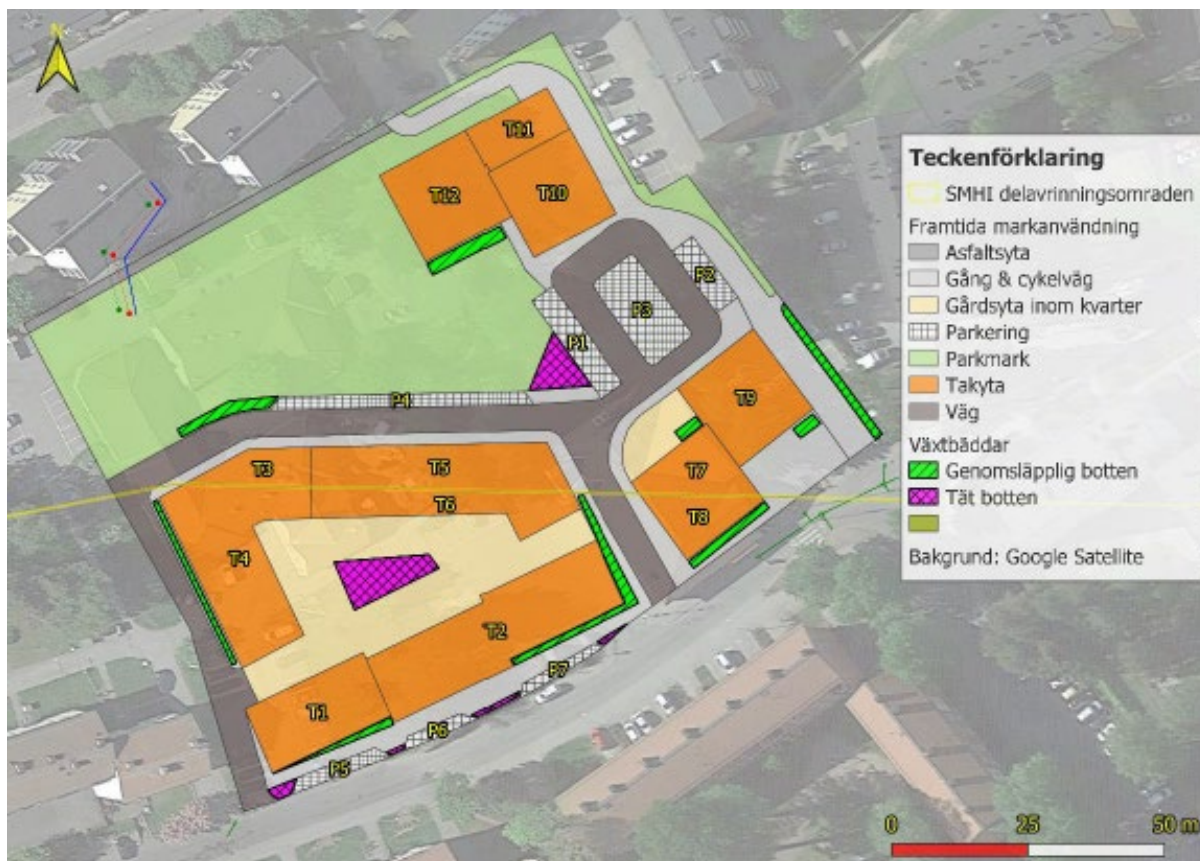 N
T11
T12
T10
P2
P3
P1
P4
T9
T3
T5
T7
T6
T8
T4
T2
P7
T1
P6
P5
Teckenförklaring
SMHI delavrinningsomraden
Framtida markanvändning
Asfaltsyta
Gång & cykelväg
Gårdsyta inom kvarter
Parkering
Parkmark
Takyta
Väg
Växtbäddar
Genomsläpplig botten
Tät botten
Bakgrund: Google Satellite
0 25 50 m